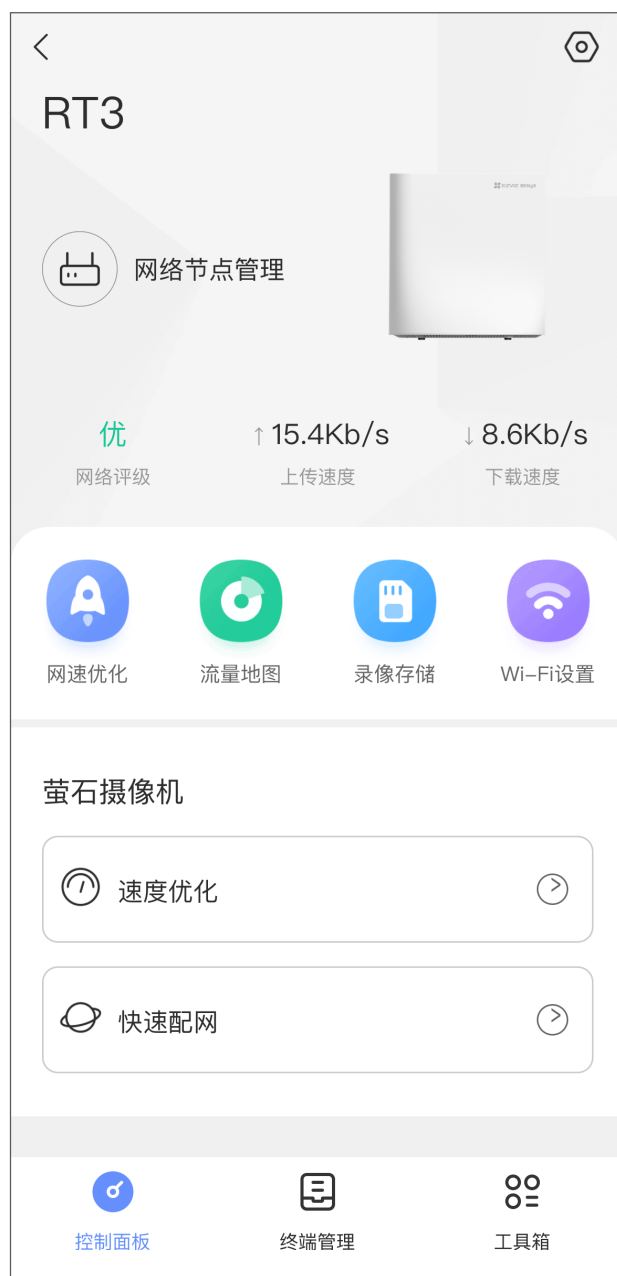 RT3
网络节点管理
优
↑ 15.4Kb/s
↓ 8.6Kb/s
网络评级
上传速度
下载速度
网速优化
流量地图
录像存储
Wi-Fi设置
萤石摄像机
速度优化
快速配网
控制面板
终端管理
工具箱